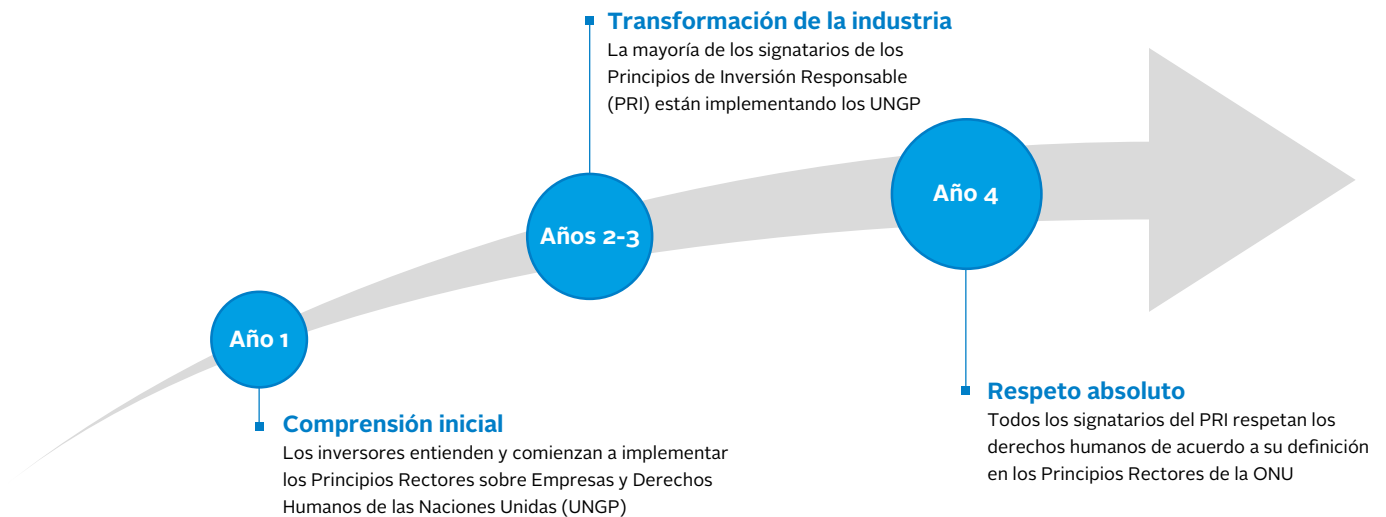 Transformación de la industria
La mayoría de los signatarios de los
Principios de Inversión Responsable
(PRI) están implementando los UNGP
Año 4
Años 2-3
Año 1
Comprensión inicial
Los inversores entienden y comienzan a implementar
los Principios Rectores sobre Empresas y Derechos
Humanos de las Naciones Unidas (UNGP)
Respeto absoluto
Todos los signatarios del PRI respetan los
derechos humanos de acuerdo a su definición
en los Principios Rectores de la ONU